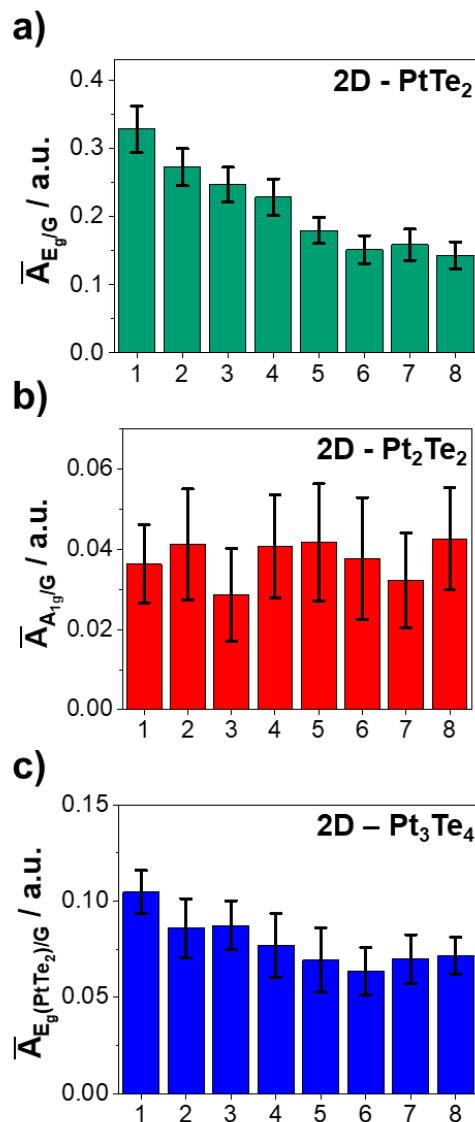 a)
2D - PtTe₂
A̅_Eg/G / a.u.
0.4
0.3
0.2
0.1
0.0
1 2 3 4 5 6 7 8
b)
2D - Pt₂Te₂
A̅_A1g/G / a.u.
0.06
0.04
0.02
0.00
1 2 3 4 5 6 7 8
c)
2D – Pt₃Te₄
A̅_Eg(PtTe₂)/G / a.u.
0.15
0.10
0.05
0.00
1 2 3 4 5 6 7 8